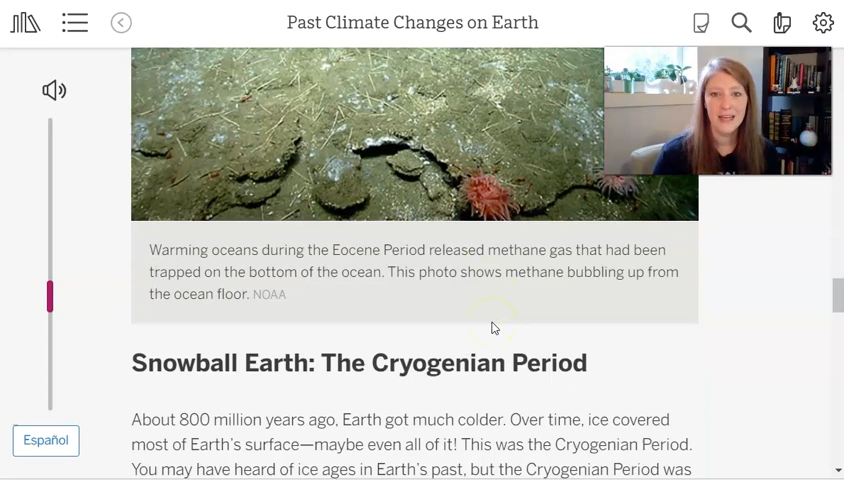 Past Climate Changes on Earth
Warming oceans during the Eocene Period released methane gas that had been
trapped on the bottom of the ocean. This photo shows methane bubbling up from
the ocean floor. NOAA
Snowball Earth: The Cryogenian Period
About 800 million years ago, Earth got much colder. Over time, ice covered
most of Earth's surface—maybe even all of it! This was the Cryogenian Period.
Español
You may have heard of ice ages in Earth's past, but the Cryogenian Period was